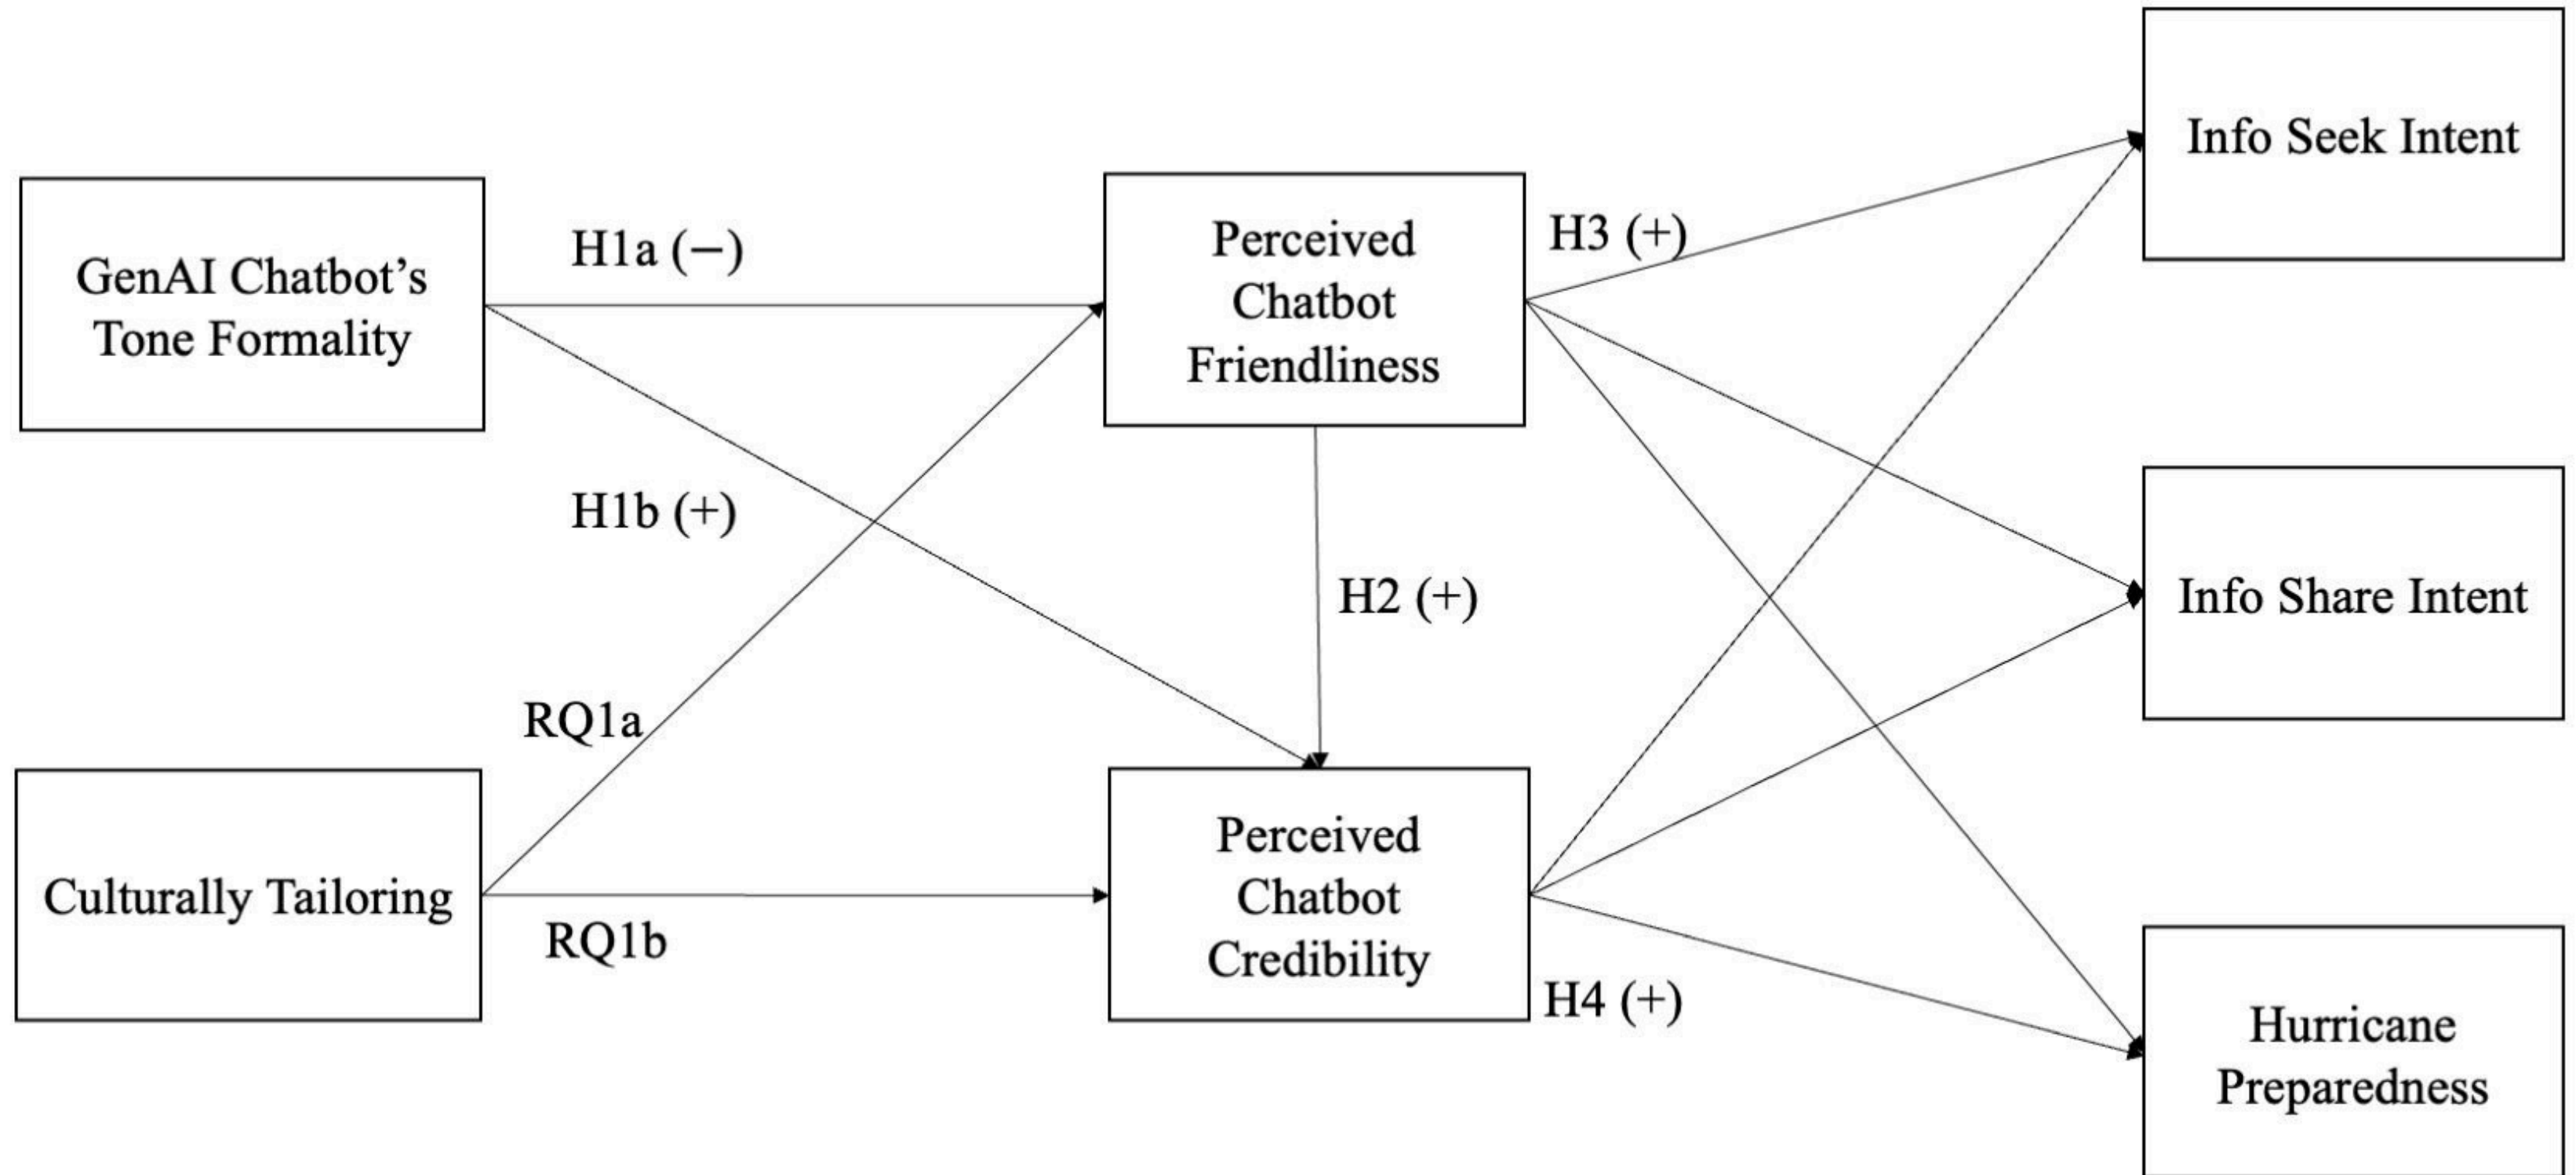 GenAI Chatbot’s
Tone Formality
Culturally Tailoring
H1a (−)
H1b (+)
RQ1a
RQ1b
Perceived
Chatbot
Friendliness
H2 (+)
Perceived
Chatbot
Credibility
H3 (+)
H4 (+)
Info Seek Intent
Info Share Intent
Hurricane
Preparedness